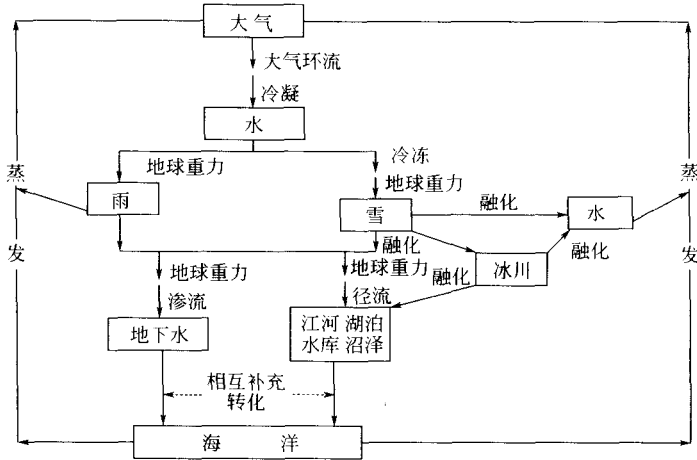 大气
大气环流
冷凝
水
地球重力
冷冻
地球重力
蒸
蒸
雨
雪
融化
水
发
发
融化
融化
融化
冰川
地球重力
地球重力
渗流
径流
地下水
江河 湖泊
水库 沼泽
相互补充
转化
海 洋